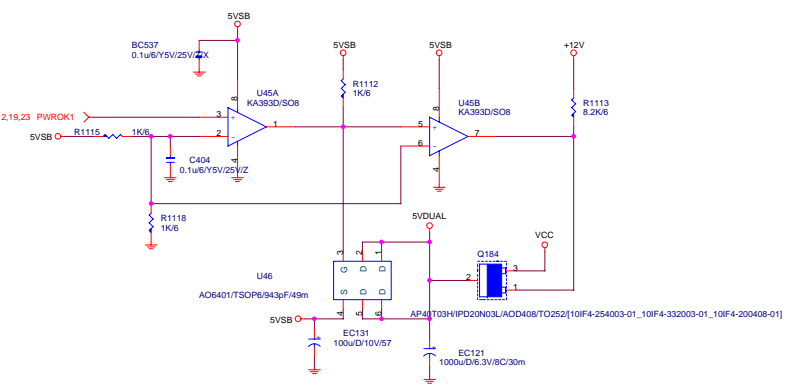 5VSB
BC537
0.1u/6/Y5V/25V/Z/X
5VSB
5VSB
+12V
U45A
KA393D/SO8
R1112
1K/6
U45B
KA393D/SO8
R1113
8.2K/6
2,19,23 PWROK1
8
3
+
2
-
1
4
8
5
+
6
-
7
4
5VSB
R1115
1K/6
C404
0.1u/6/Y5V/25V/Z
R1118
1K/6
5VDUAL
VCC
Q184
3
2
1
U46
AO6401/TSOP6/943pF/49m
3
2
1
G
D
D
S
D
D
4
5
6
AP40T03H/IPD20N03L/AOD408/TO252/[10IF4-254003-01_10IF4-332003-01_10IF4-200408-01]
5VSB
EC131
100u/D/10V/57
EC121
1000u/D/6.3V/8C/30m